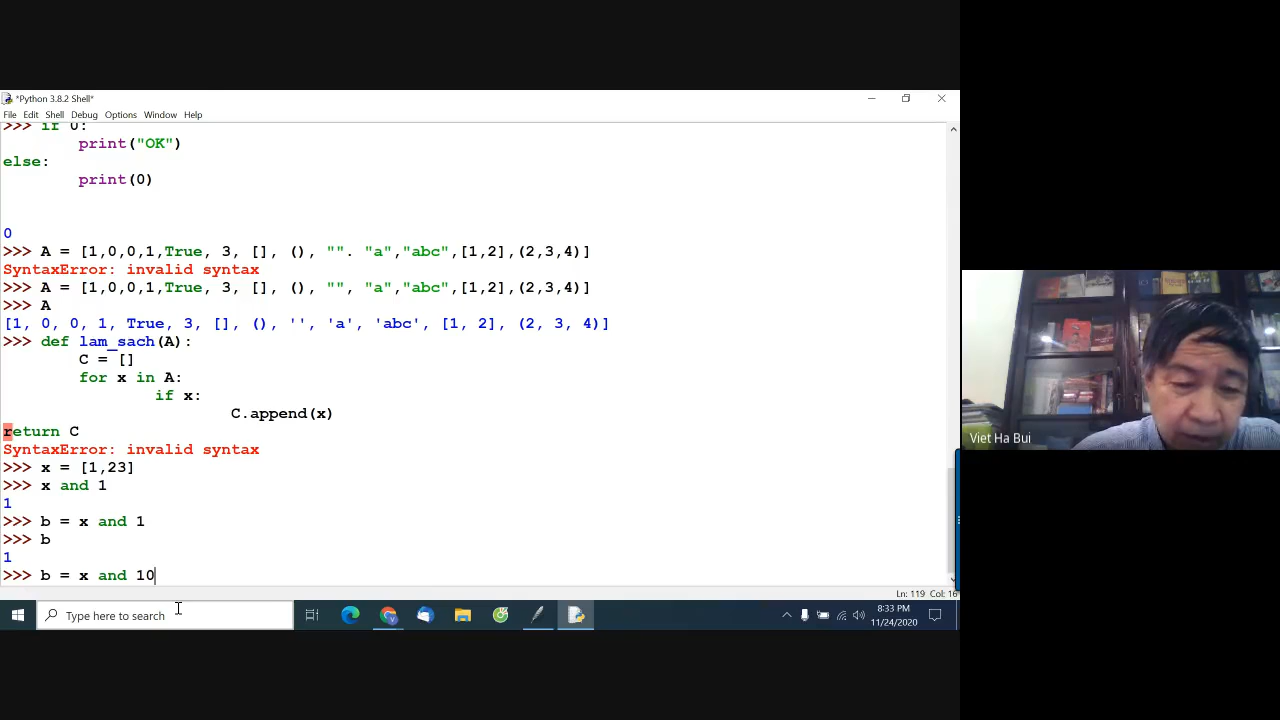 *Python 3.8.2 Shell*
File Edit Shell Debug Options Window Help
>>> if 0:
print("OK")
else:
print(0)
0
>>> A = [1,0,0,1,True, 3, [], (), "". "a","abc",[1,2],(2,3,4)]
SyntaxError: invalid syntax
>>> A = [1,0,0,1,True, 3, [], (), "", "a","abc",[1,2],(2,3,4)]
>>> A
[1, 0, 0, 1, True, 3, [], (), '', 'a', 'abc', [1, 2], (2, 3, 4)]
>>> def lam_sach(A):
C = []
for x in A:
if x:
C.append(x)
return C
SyntaxError: invalid syntax
>>> x = [1,23]
>>> x and 1
1
>>> b = x and 1
>>> b
1
>>> b = x and 10
Ln: 119 Col: 16
Type here to search
8:33 PM
11/24/2020
Viet Ha Bui